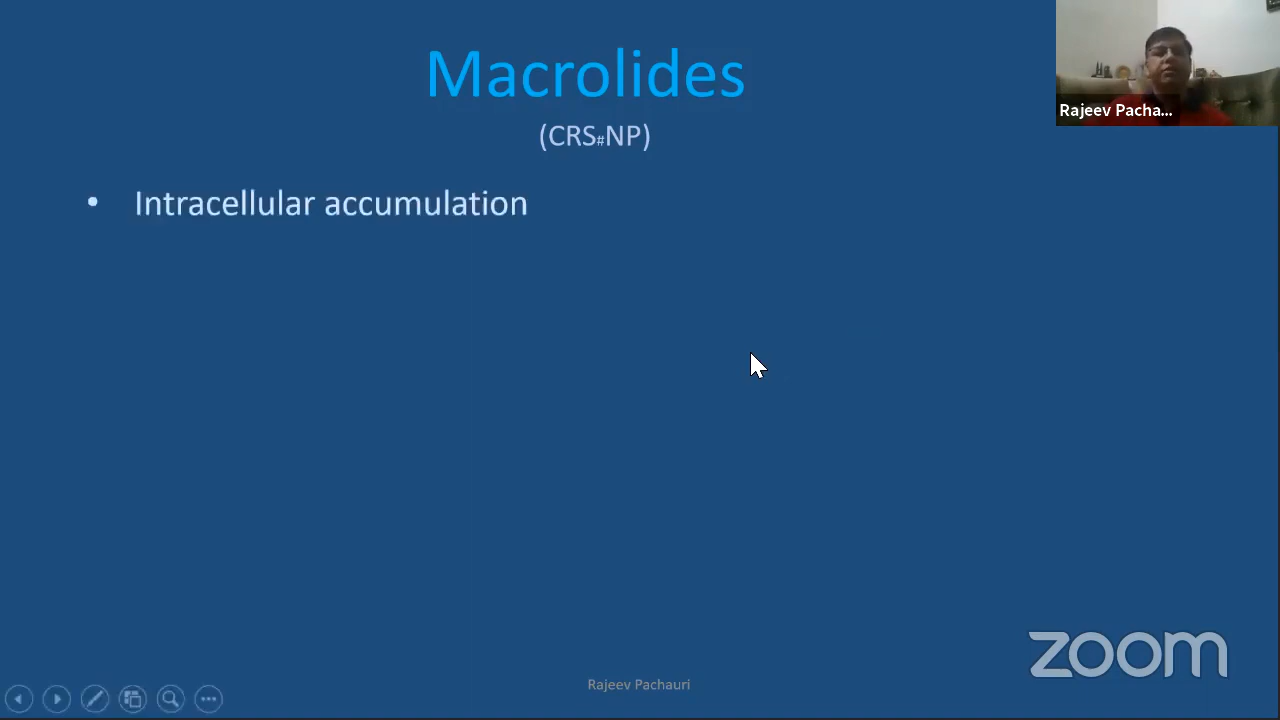 Macrolides
(CRS#NP)
• Intracellular accumulation
Rajeev Pacha...
zoom
Rajeev Pachauri